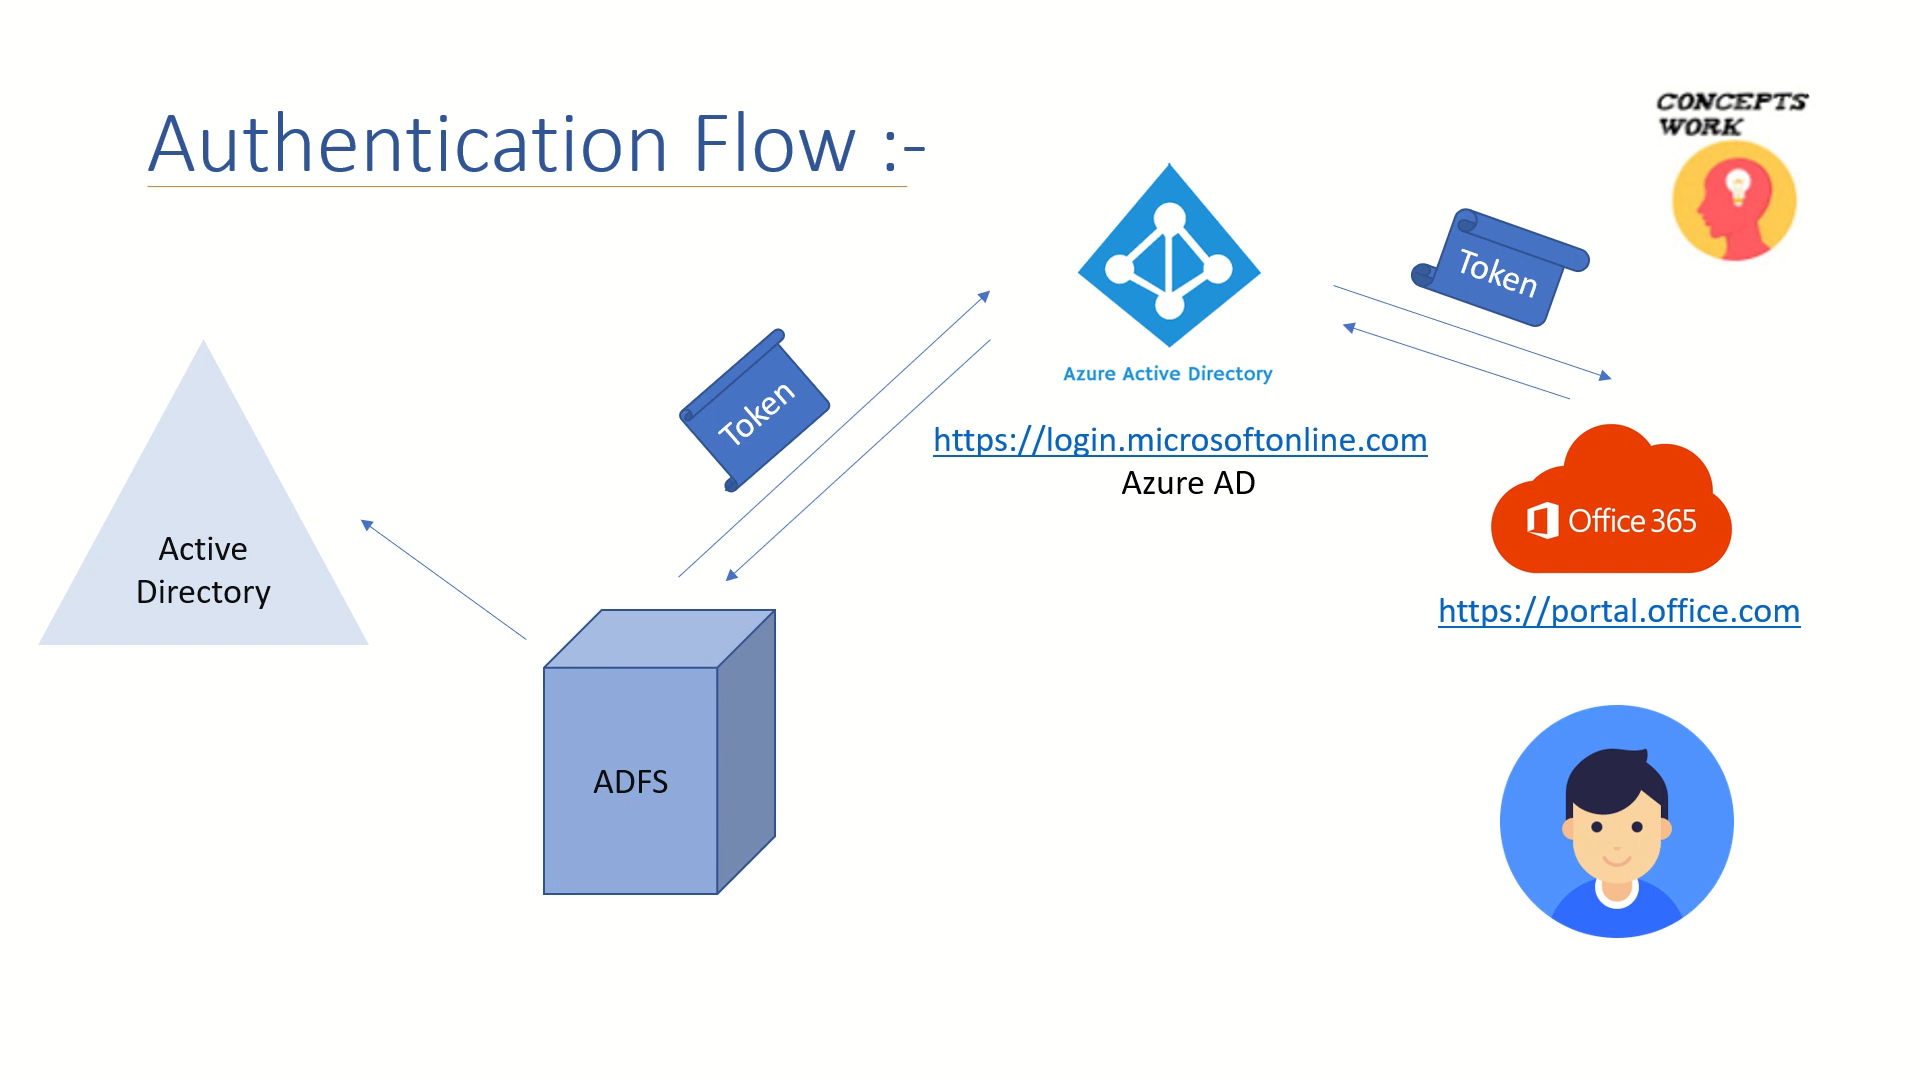 Authentication Flow :-
CONCEPTS
WORK
Token
Token
Azure Active Directory
https://login.microsoftonline.com
Azure AD
Office 365
https://portal.office.com
Active
Directory
ADFS